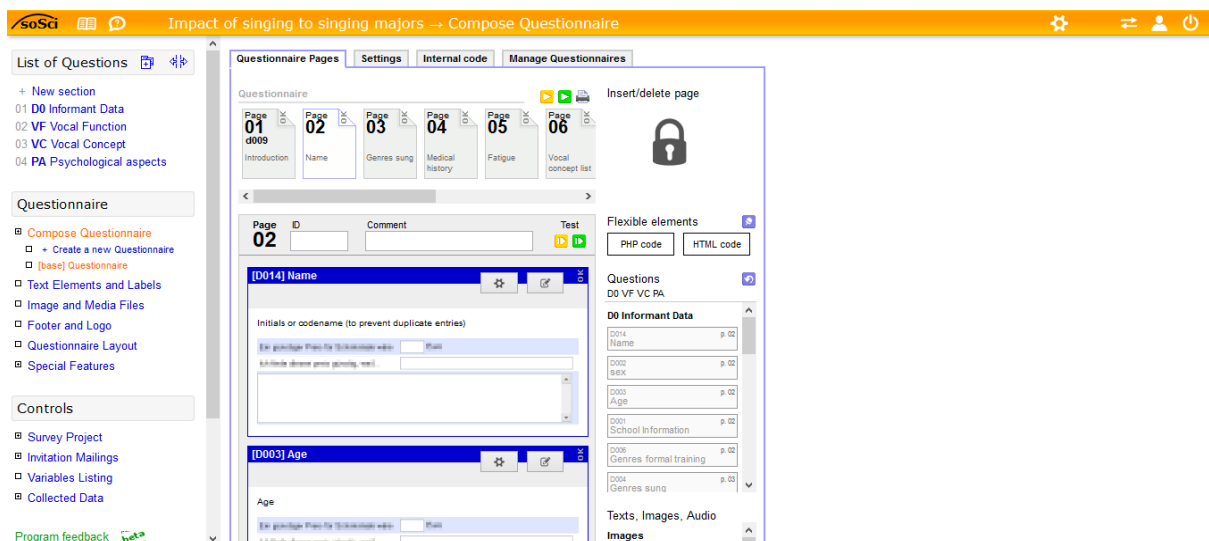 soSci
Impact of singing to singing majors → Compose Questionnaire
List of Questions
+ New section
01 D0 Informant Data
02 VF Vocal Function
03 VC Vocal Concept
04 PA Psychological aspects
Questionnaire
Compose Questionnaire
+ Create a new Questionnaire
[base] Questionnaire
Text Elements and Labels
Image and Media Files
Footer and Logo
Questionnaire Layout
Special Features
Controls
Survey Project
Invitation Mailings
Variables Listing
Collected Data
Program feedback beta
Questionnaire Pages
Settings
Internal code
Manage Questionnaires
Questionnaire
Page 01 OK
d009
Introduction
Page 02 OK
Name
Page 03 OK
Genres sung
Page 04 OK
Medical
history
Page 05 OK
Fatigue
Page 06 OK
Vocal
concept list
Page 02
ID
Comment
Test
[D014] Name
OK
Initials or codename (to prevent duplicate entries)
[D003] Age
OK
Age
Insert/delete page
Flexible elements
PHP code
HTML code
Questions
D0 VF VC PA
D0 Informant Data
D014 p. 02
Name
D002 p. 02
sex
D003 p. 02
Age
D001 p. 02
School Information
D006 p. 02
Genres formal training
D004 p. 03
Genres sung
Texts, Images, Audio
Images